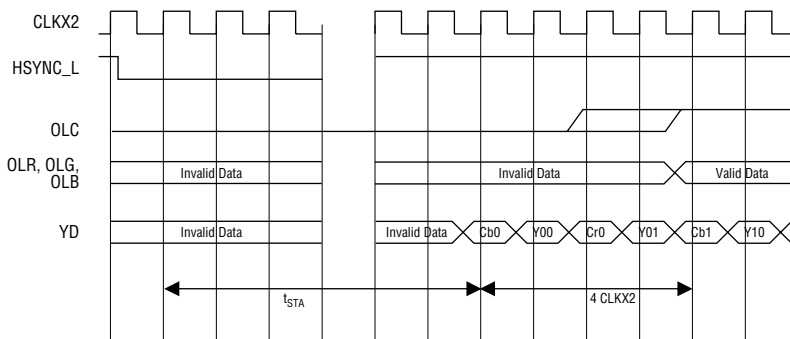 CLKX2
HSYNC_L
OLC
OLR, OLG,
OLB
Invalid Data
Invalid Data
Valid Data
YD
Invalid Data
Invalid Data
Cb0
Y00
Cr0
Y01
Cb1
Y10
tSTA
4 CLKX2